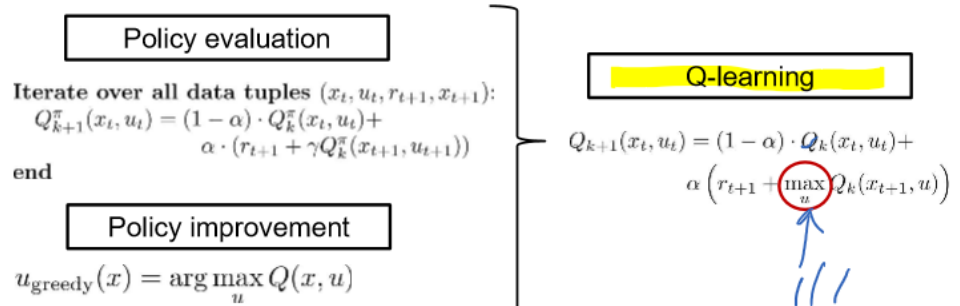 Policy evaluation
Iterate over all data tuples (x_t, u_t, r_{t+1}, x_{t+1}):
Q^π_{k+1}(x_t, u_t) = (1 − α) · Q^π_k(x_t, u_t)+
α · (r_{t+1} + γQ^π_k(x_{t+1}, u_{t+1}))
end
Policy improvement
u_{greedy}(x) = arg max_u Q(x, u)
Q-learning
Q_{k+1}(x_t, u_t) = (1 − α) · Q_k(x_t, u_t)+
α (r_{t+1} + max_u Q_k(x_{t+1}, u))